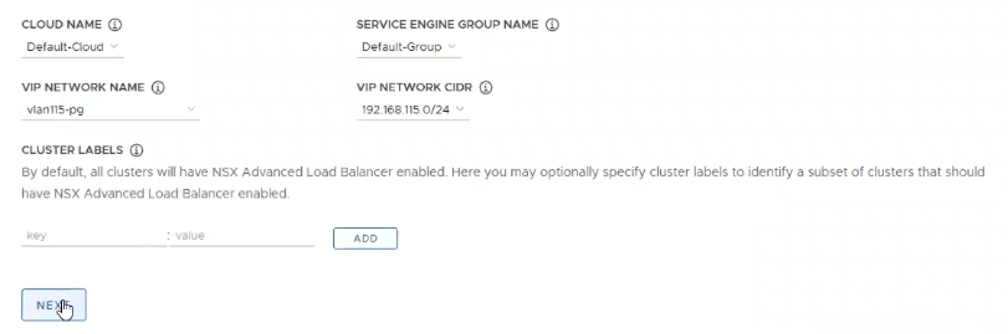 CLOUD NAME SERVICE ENGINE GROUP NAME
Default-Cloud Default-Group
VIP NETWORK NAME VIP NETWORK CIDR
vlan115-pg 192.168.115.0/24
CLUSTER LABELS
By default, all clusters will have NSX Advanced Load Balancer enabled. Here you may optionally specify cluster labels to identify a subset of clusters that should
have NSX Advanced Load Balancer enabled.
key : value ADD
NEXT